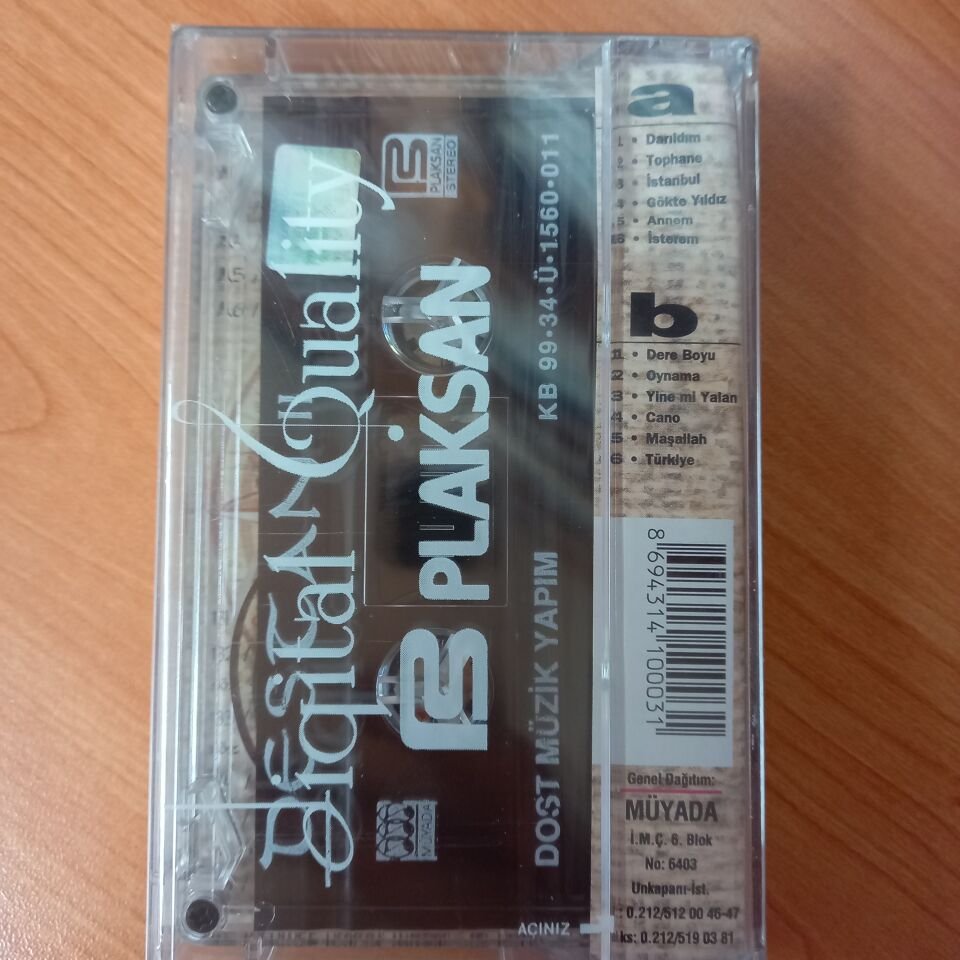 Digital Quality
DESTAN
PLAKSAN
STEREO
PLAKSAN
KB 99·34·Ü·1560·011
DOST MÜZİK YAPIM
MÜYADA
AÇINIZ
a
1 • Darıldım
2 • Tophane
3 • İstanbul
4 • Gökte Yıldız
5 • Annem
6 • İsterem
b
1 • Dere Boyu
2 • Oynama
3 • Yine mi Yalan
4 • Cano
5 • Maşallah
6 • Türkiye
8 694314 100031
Genel Dağıtım:
MÜYADA
İ.M.Ç. 6. Blok
No: 6403
Unkapanı-İst.
: 0.212/512 00 46-47
ks: 0.212/519 03 81